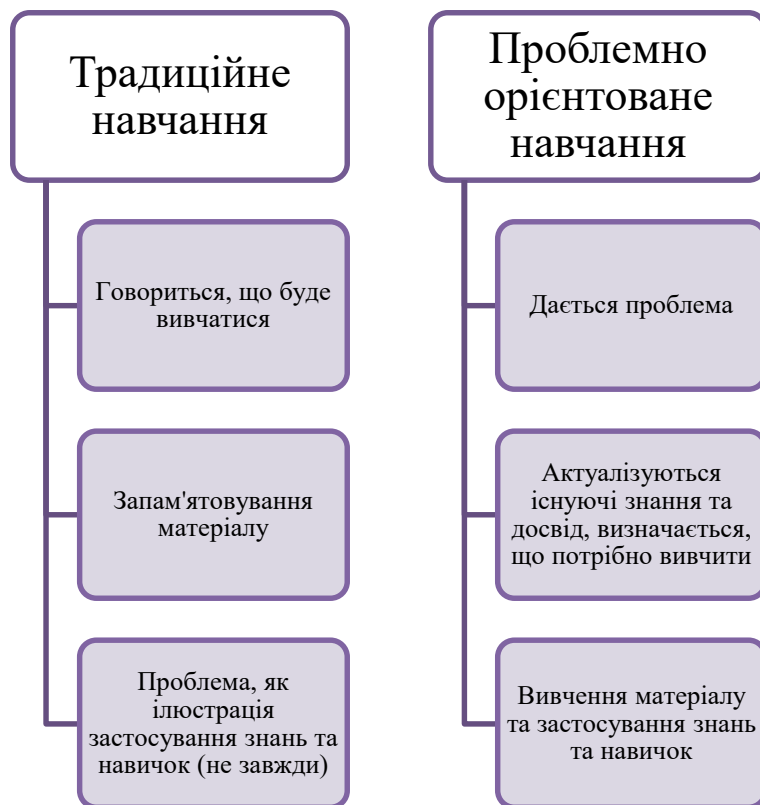 Традиційне
навчання
Говориться, що буде
вивчатися
Запам'ятовування
матеріалу
Проблема, як
ілюстрація
застосування знань та
навичок (не завжди)
Проблемно
орієнтоване
навчання
Дається проблема
Актуалізуються
існуючі знання та
досвід, визначається,
що потрібно вивчити
Вивчення матеріалу
та застосування знань
та навичок